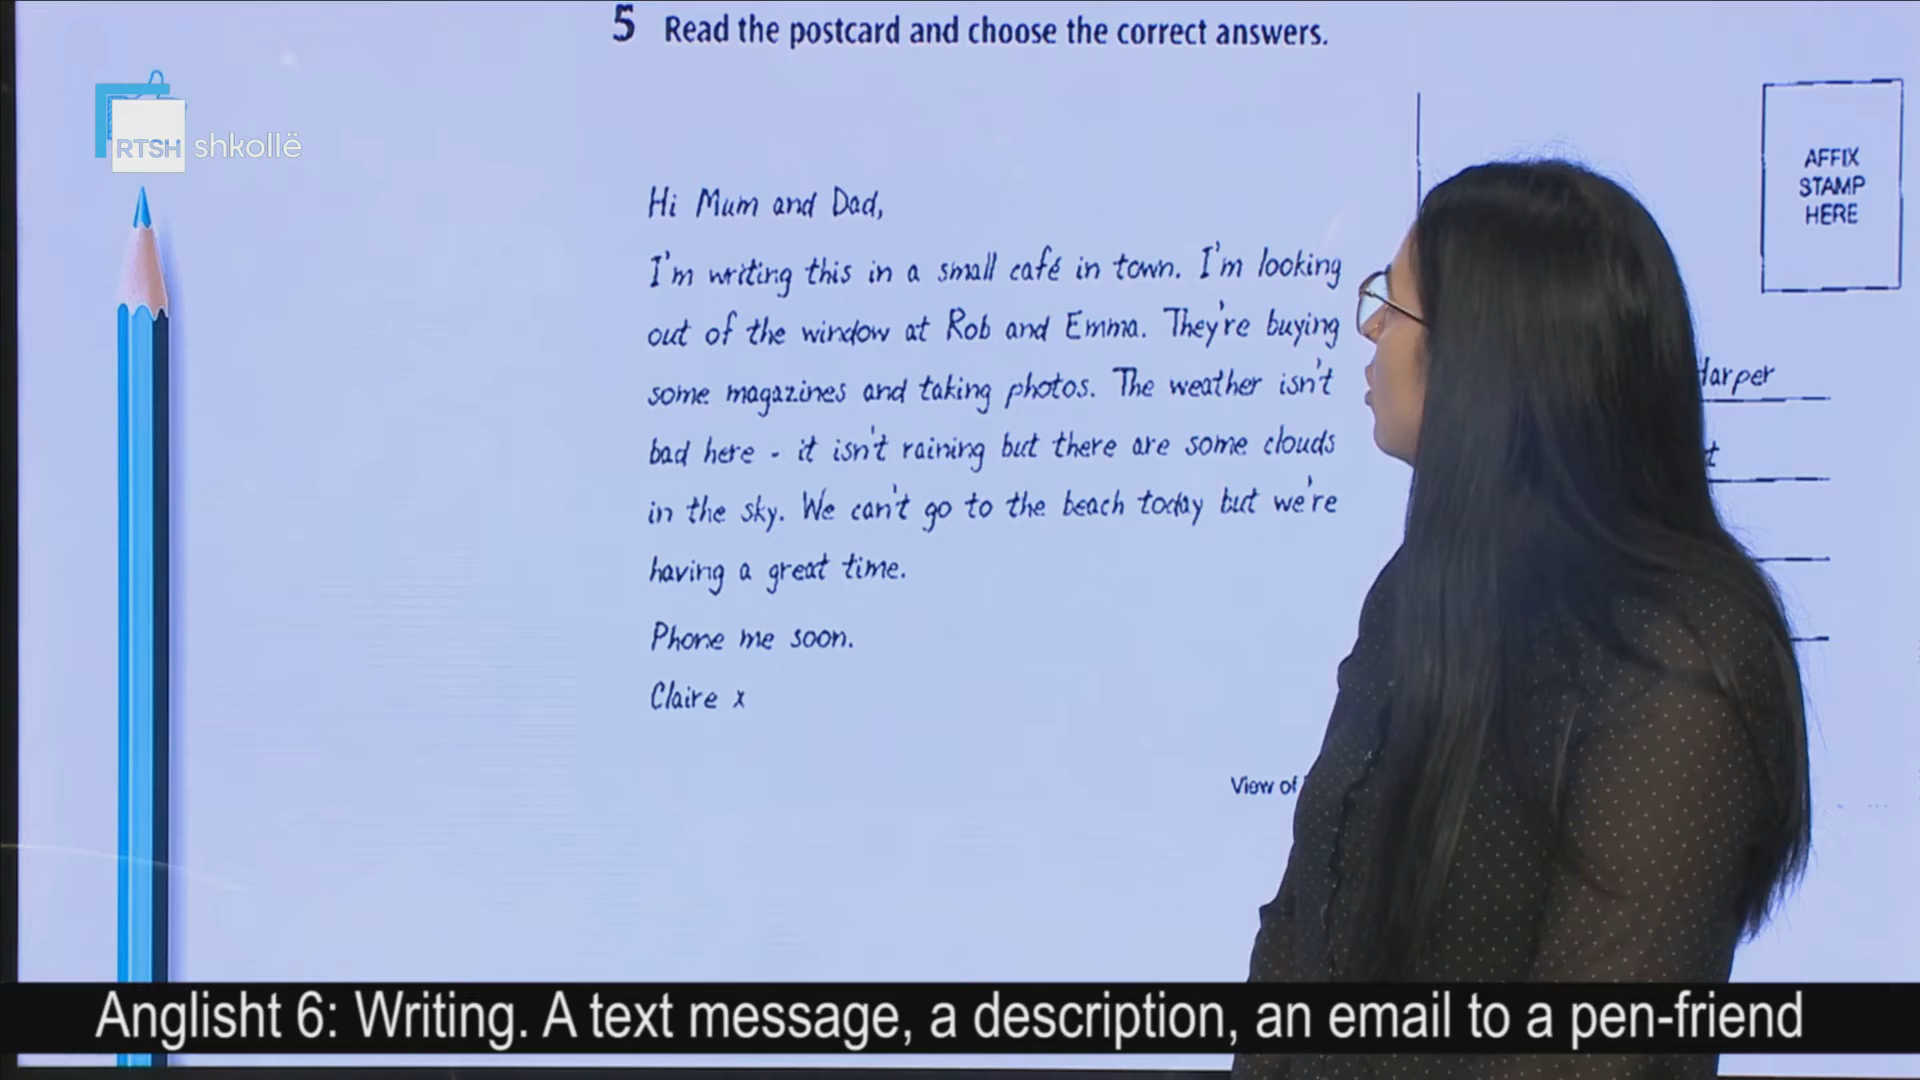 5 Read the postcard and choose the correct answers.
RTSH shkollë
AFFIX
STAMP
HERE
Hi Mum and Dad,
I'm writing this in a small café in town. I'm looking
out of the window at Rob and Emma. They're buying
some magazines and taking photos. The weather isn't
bad here - it isn't raining but there are some clouds
in the sky. We can't go to the beach today but we're
having a great time.
Phone me soon.
Claire x
Harper
View of
Anglisht 6: Writing. A text message, a description, an email to a pen-friend